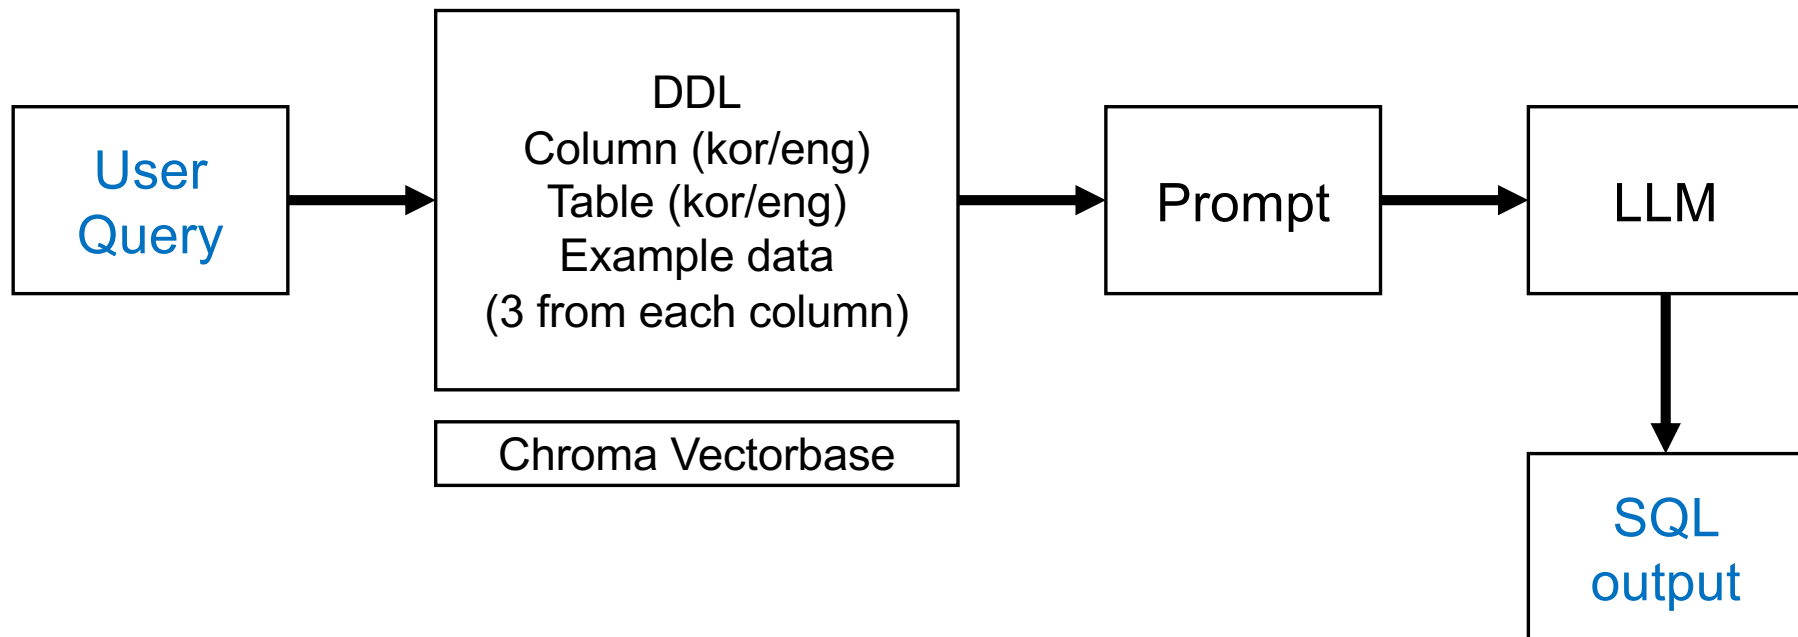 User
Query
DDL
Column (kor/eng)
Table (kor/eng)
Example data
(3 from each column)
Chroma Vectorbase
Prompt
LLM
SQL
output